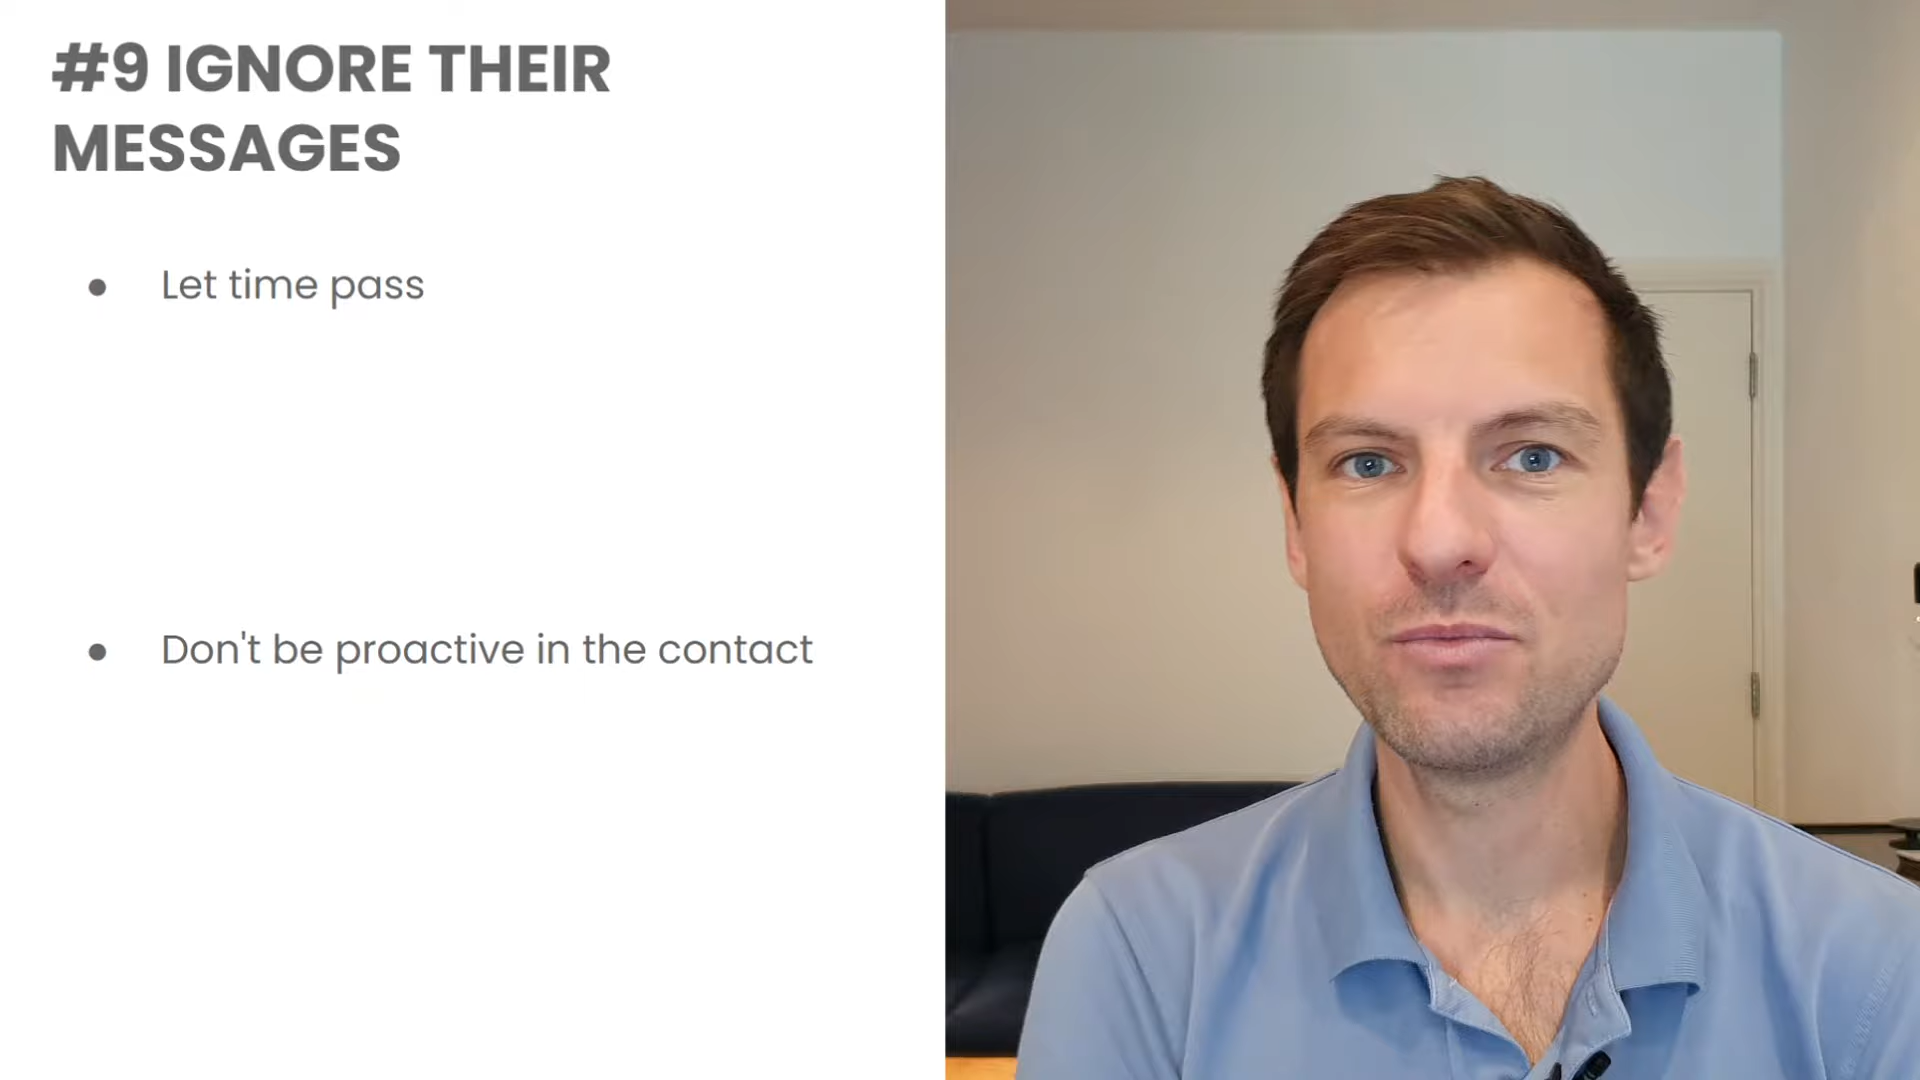 #9 IGNORE THEIR
MESSAGES
● Let time pass
● Don't be proactive in the contact